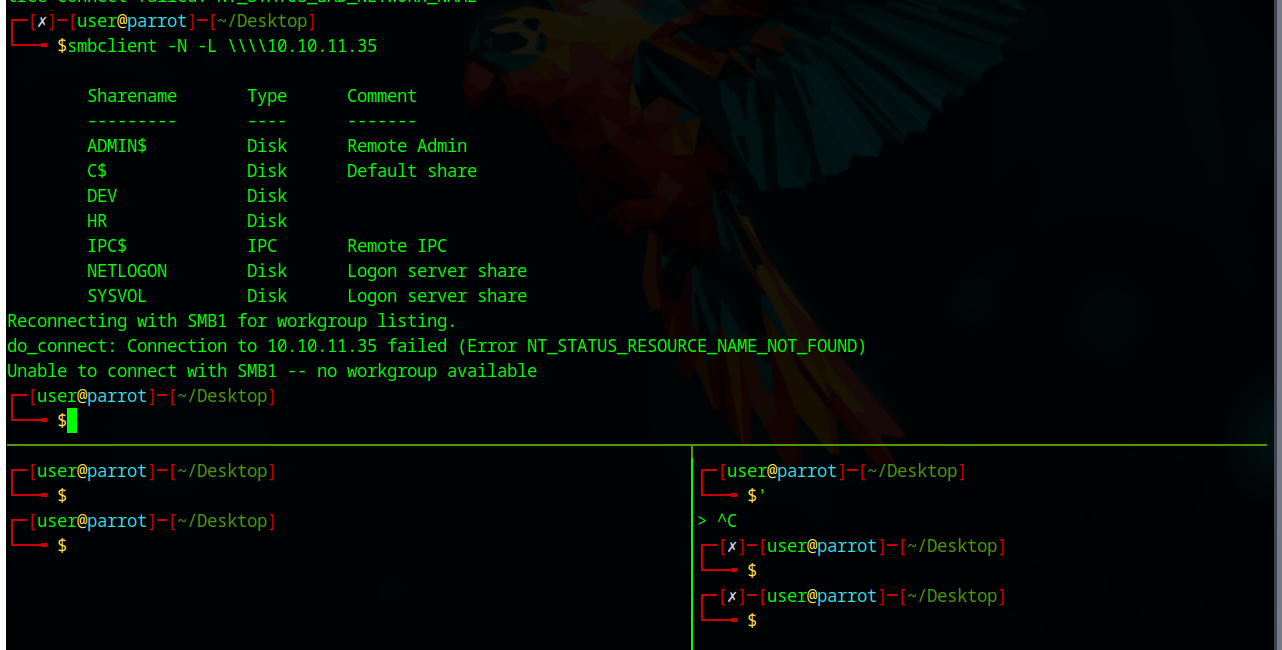 tree connect failed: NT_STATUS_BAD_NETWORK_NAME
┌─[✗]─[user@parrot]─[~/Desktop]
└──╼ $smbclient -N -L \\\\10.10.11.35

        Sharename       Type      Comment
        ---------       ----      -------
        ADMIN$          Disk      Remote Admin
        C$              Disk      Default share
        DEV             Disk
        HR              Disk
        IPC$            IPC       Remote IPC
        NETLOGON        Disk      Logon server share
        SYSVOL          Disk      Logon server share
Reconnecting with SMB1 for workgroup listing.
do_connect: Connection to 10.10.11.35 failed (Error NT_STATUS_RESOURCE_NAME_NOT_FOUND)
Unable to connect with SMB1 -- no workgroup available
┌─[user@parrot]─[~/Desktop]
└──╼ $
┌─[user@parrot]─[~/Desktop]
└──╼ $
┌─[user@parrot]─[~/Desktop]
└──╼ $
┌─[user@parrot]─[~/Desktop]
└──╼ $'
> ^C
┌─[✗]─[user@parrot]─[~/Desktop]
└──╼ $
┌─[✗]─[user@parrot]─[~/Desktop]
└──╼ $